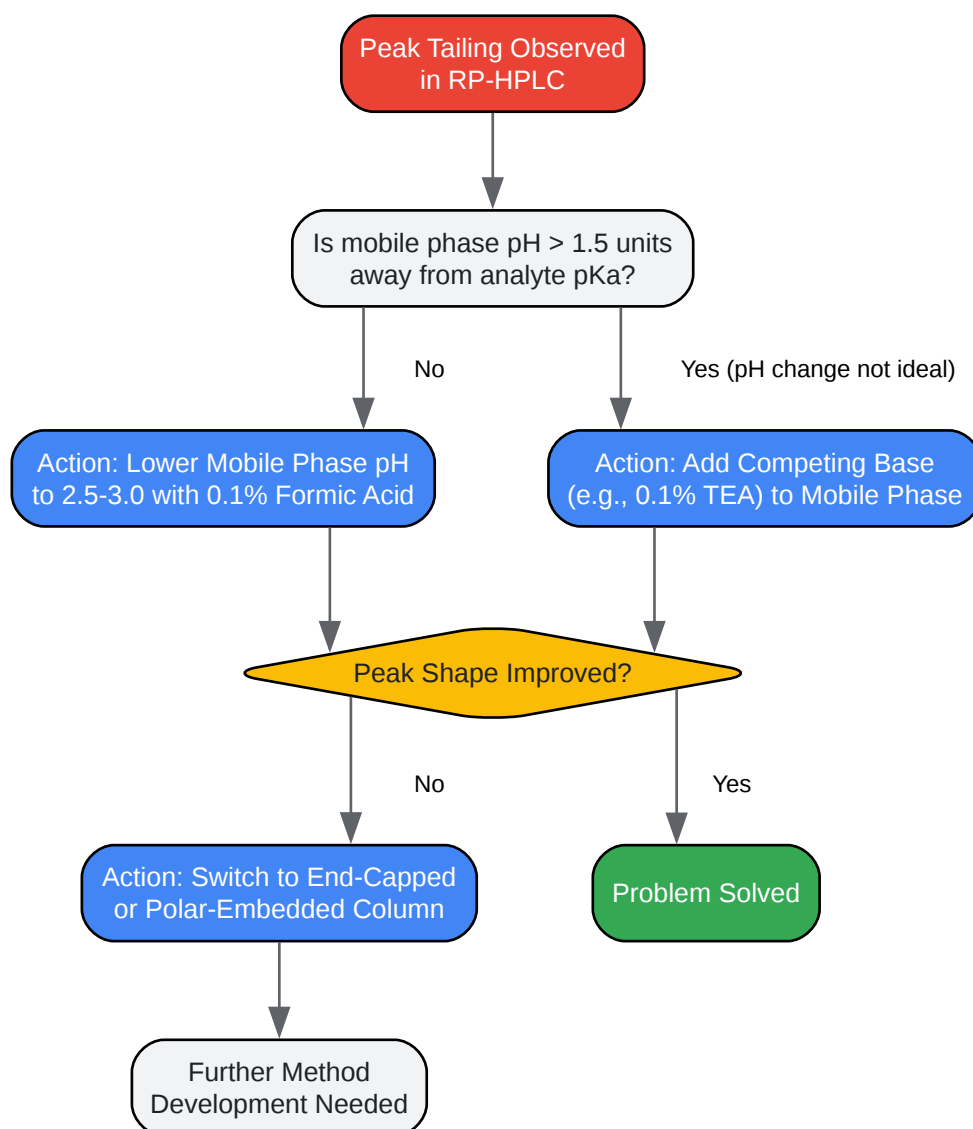 Peak Tailing Observed
in RP-HPLC
Is mobile phase pH > 1.5 units
away from analyte pKa?
No
Yes (pH change not ideal)
Action: Lower Mobile Phase pH
to 2.5-3.0 with 0.1% Formic Acid
Action: Add Competing Base
(e.g., 0.1% TEA) to Mobile Phase
Peak Shape Improved?
No
Yes
Action: Switch to End-Capped
or Polar-Embedded Column
Problem Solved
Further Method
Development Needed